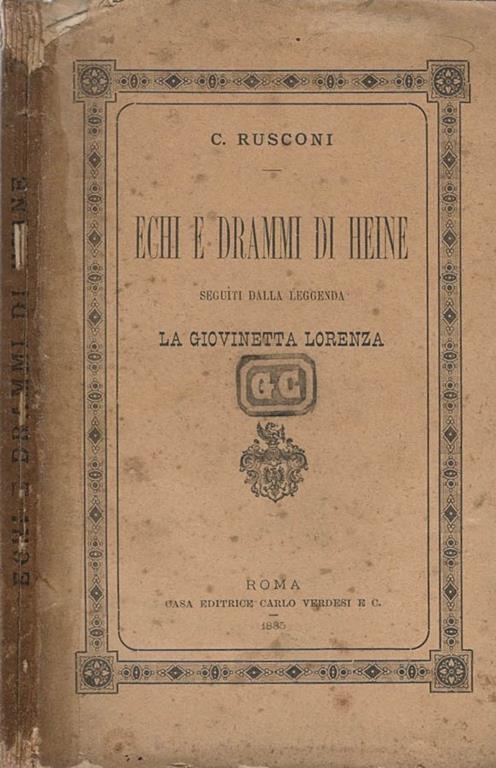 C. RUSCONI
ECHI E DRAMMI DI HEINE
SEGUITI DALLA LEGGENDA
LA GIOVINETTA LORENZA
GC
ROMA
CASA EDITRICE CARLO VERDESI E C.
1885
ECHI E DRAMMI DI HEINE